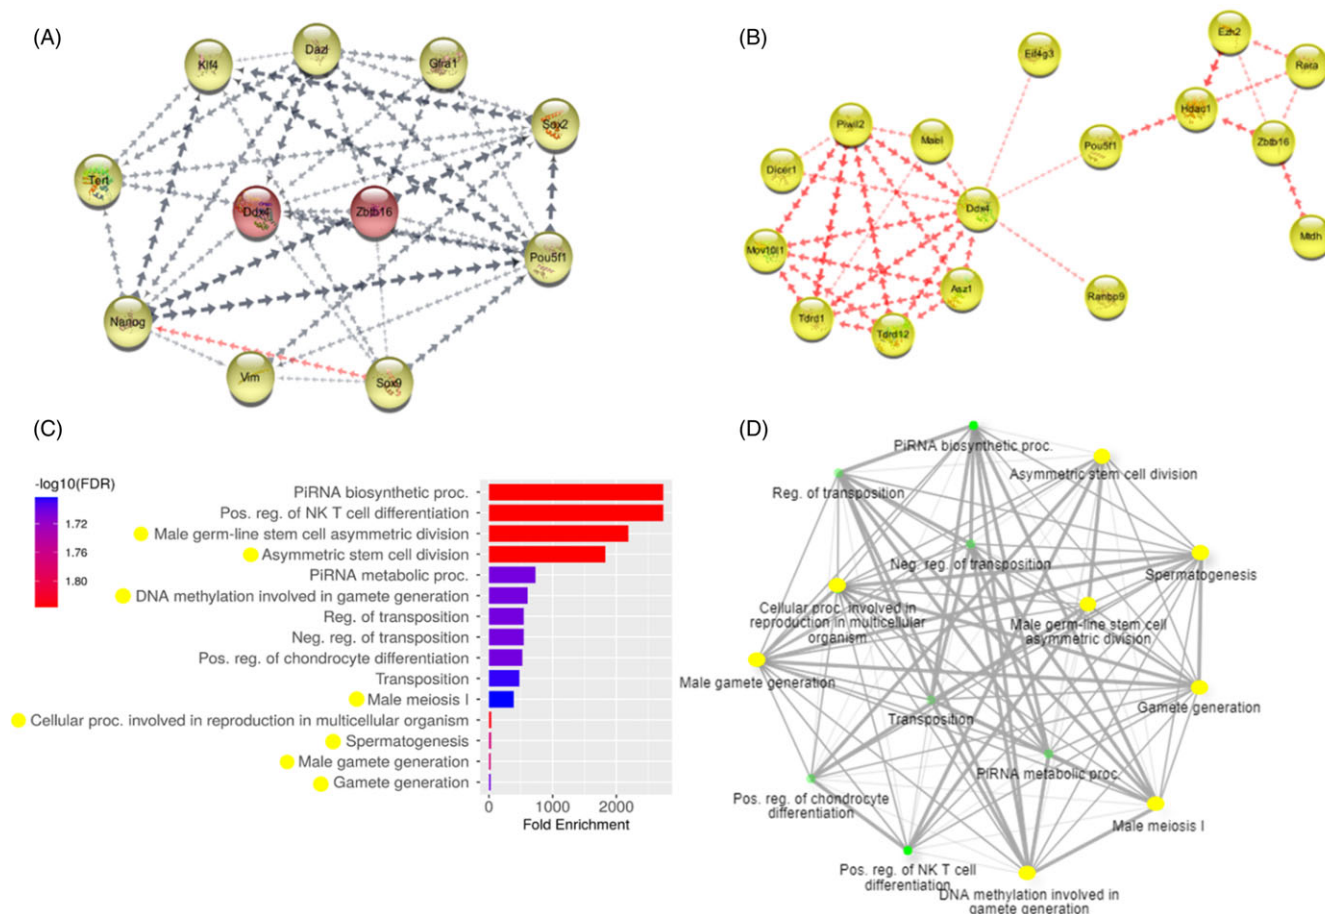 (A)
Dazl
Klf4
Gfra1
Sox2
Tert
Ddx4
Zbtb16
Pou5f1
Nanog
Vim
Sox9
(B)
Ezh2
Eif4g3
Rara
Hdac1
Piwil2
Mael
Pou5f1
Zbtb16
Dicer1
Ddx4
Mtdh
Mov10l1
Asz1
Ranbp9
Tdrd1
Tdrd12
(C)
-log10(FDR)
1.72
1.76
1.80
PiRNA biosynthetic proc.
Pos. reg. of NK T cell differentiation
Male germ-line stem cell asymmetric division
Asymmetric stem cell division
PiRNA metabolic proc.
DNA methylation involved in gamete generation
Reg. of transposition
Neg. reg. of transposition
Pos. reg. of chondrocyte differentiation
Transposition
Male meiosis I
Cellular proc. involved in reproduction in multicellular organism
Spermatogenesis
Male gamete generation
Gamete generation
0 1000 2000
Fold Enrichment
(D)
PiRNA biosynthetic proc.
Asymmetric stem cell division
Reg. of transposition
Neg. reg. of transposition
Spermatogenesis
Cellular proc. involved in
reproduction in multicellular
organism
Male germ-line stem cell
asymmetric division
Male gamete generation
Gamete generation
Transposition
PiRNA metabolic proc.
Pos. reg. of chondrocyte
differentiation
Male meiosis I
Pos. reg. of NK T cell
differentiation
DNA methylation involved in
gamete generation